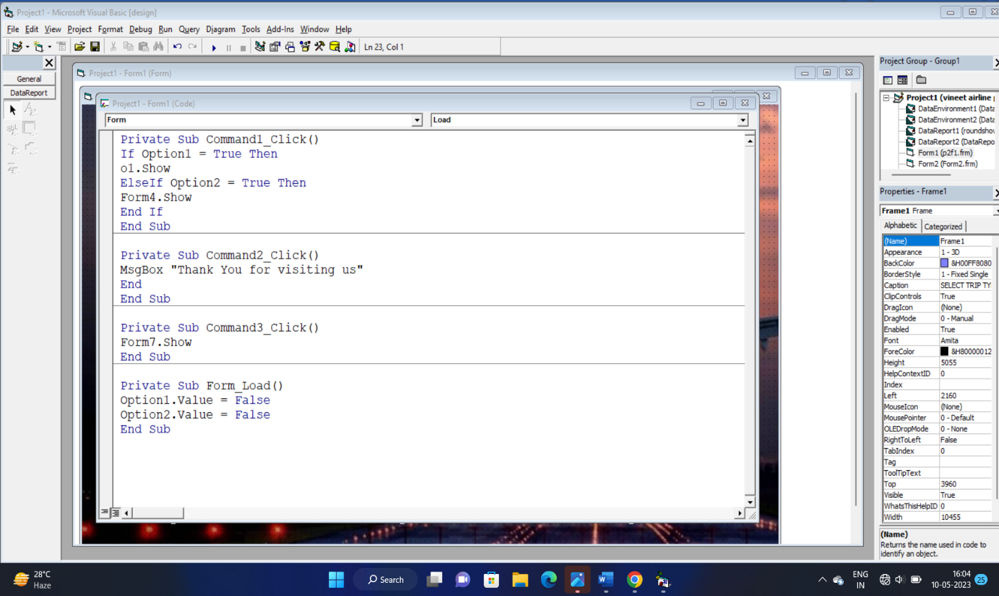 Project1 - Microsoft Visual Basic [design]
File Edit View Project Format Debug Run Query Diagram Tools Add-Ins Window Help
Ln 23, Col 1
General
DataReport
Project1 - Form1 (Form)
Project1 - Form1 (Code)
Form
Load
Private Sub Command1_Click()
If Option1 = True Then
o1.Show
ElseIf Option2 = True Then
Form4.Show
End If
End Sub
Private Sub Command2_Click()
MsgBox "Thank You for visiting us"
End
End Sub
Private Sub Command3_Click()
Form7.Show
End Sub
Private Sub Form_Load()
Option1.Value = False
Option2.Value = False
End Sub
Project Group - Group1
Project1 (vineet airline
DataEnvironment1 (Data
DataEnvironment2 (Data
DataReport1 (roundshov
DataReport2 (DataRepo
Form1 (p2f1.frm)
Form2 (Form2.frm)
Properties - Frame1
Frame1 Frame
Alphabetic Categorized
(Name) Frame1
Appearance 1 - 3D
BackColor &H00FF8080
BorderStyle 1 - Fixed Single
Caption SELECT TRIP TY
ClipControls True
DragIcon (None)
DragMode 0 - Manual
Enabled True
Font Amita
ForeColor &H80000012
Height 5055
HelpContextID 0
Index
Left 2160
MouseIcon (None)
MousePointer 0 - Default
OLEDropMode 0 - None
RightToLeft False
TabIndex 0
Tag
ToolTipText
Top 3960
Visible True
WhatsThisHelpID 0
Width 10455
(Name)
Returns the name used in code to
identify an object.
28°C
Haze
Search
ENG
IN
16:04
10-05-2023
25